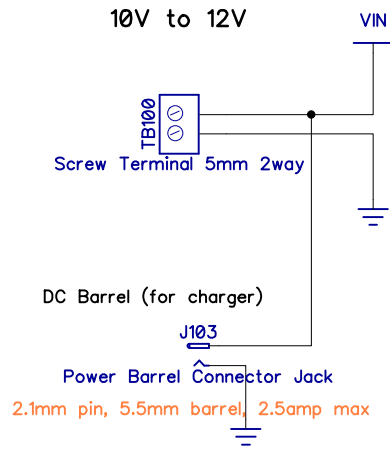 10V to 12V
VIN
TB100
Screw Terminal 5mm 2way
DC Barrel (for charger)
J103
Power Barrel Connector Jack
2.1mm pin, 5.5mm barrel, 2.5amp max